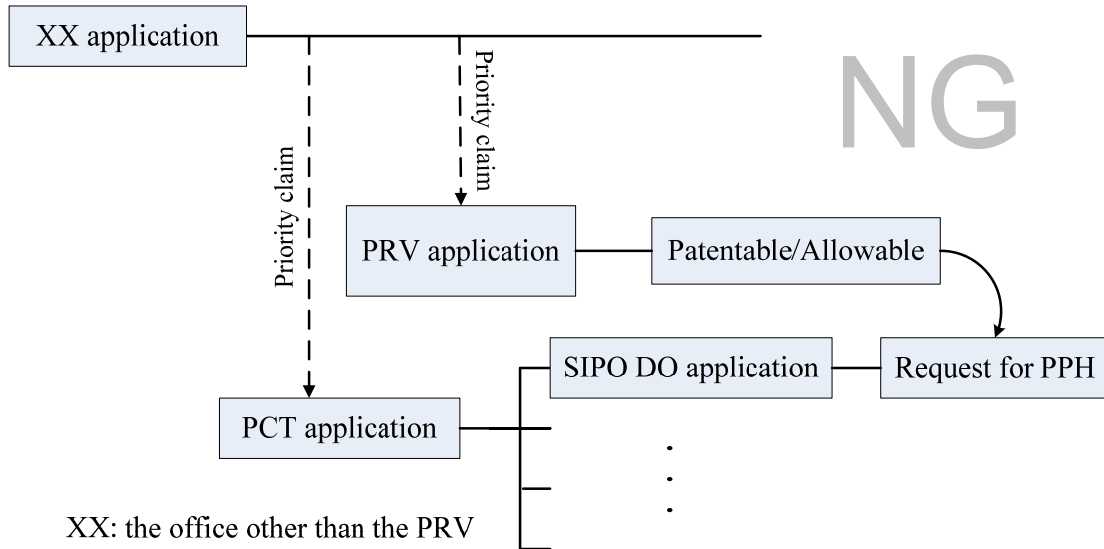 XX application
NG
Priority claim
Priority claim
PRV application
Patentable/Allowable
SIPO DO application
Request for PPH
PCT application
XX: the office other than the PRV